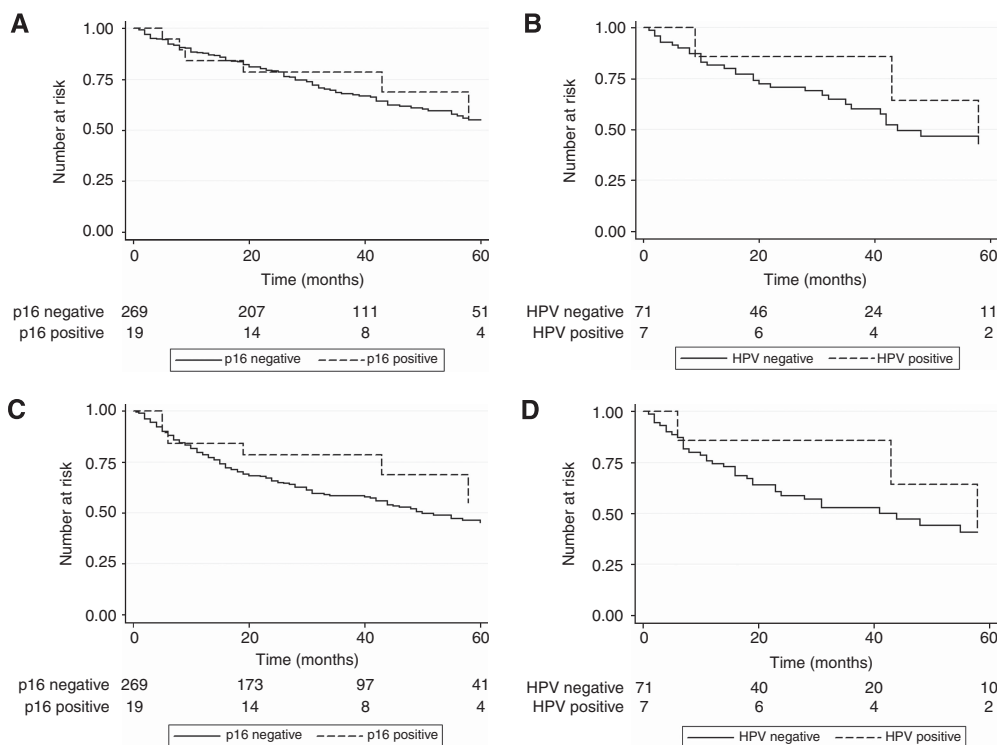 A
Number at risk
1.00
0.75
0.50
0.25
0.00
0 20 40 60
Time (months)
p16 negative 269 207 111 51
p16 positive 19 14 8 4
p16 negative p16 positive
B
Number at risk
1.00
0.75
0.50
0.25
0.00
0 20 40 60
Time (months)
HPV negative 71 46 24 11
HPV positive 7 6 4 2
HPV negative HPV positive
C
Number at risk
1.00
0.75
0.50
0.25
0.00
0 20 40 60
Time (months)
p16 negative 269 173 97 41
p16 positive 19 14 8 4
p16 negative p16 positive
D
Number at risk
1.00
0.75
0.50
0.25
0.00
0 20 40 60
Time (months)
HPV negative 71 40 20 10
HPV positive 7 6 4 2
HPV negative HPV positive